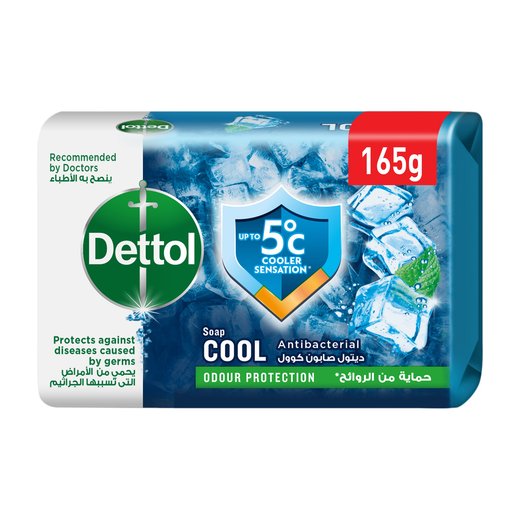 Dettol
165g
Recommended
by Doctors
ينصح به الأطباء
Dettol
UP TO 5°C
COOLER
SENSATION*
Protects against
diseases caused
by germs
يحمي من الأمراض
التي تسببها الجراثيم
Soap
COOL
Antibacterial
ديتول صابون كوول
ODOUR PROTECTION
حماية من الروائح*